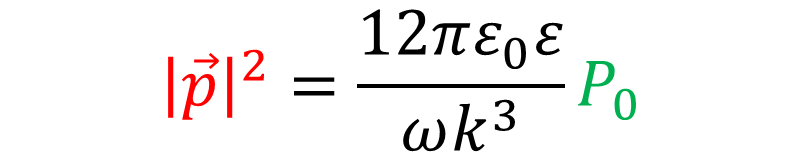 |p⃗|² = 12πε₀ε / ωk³ P₀